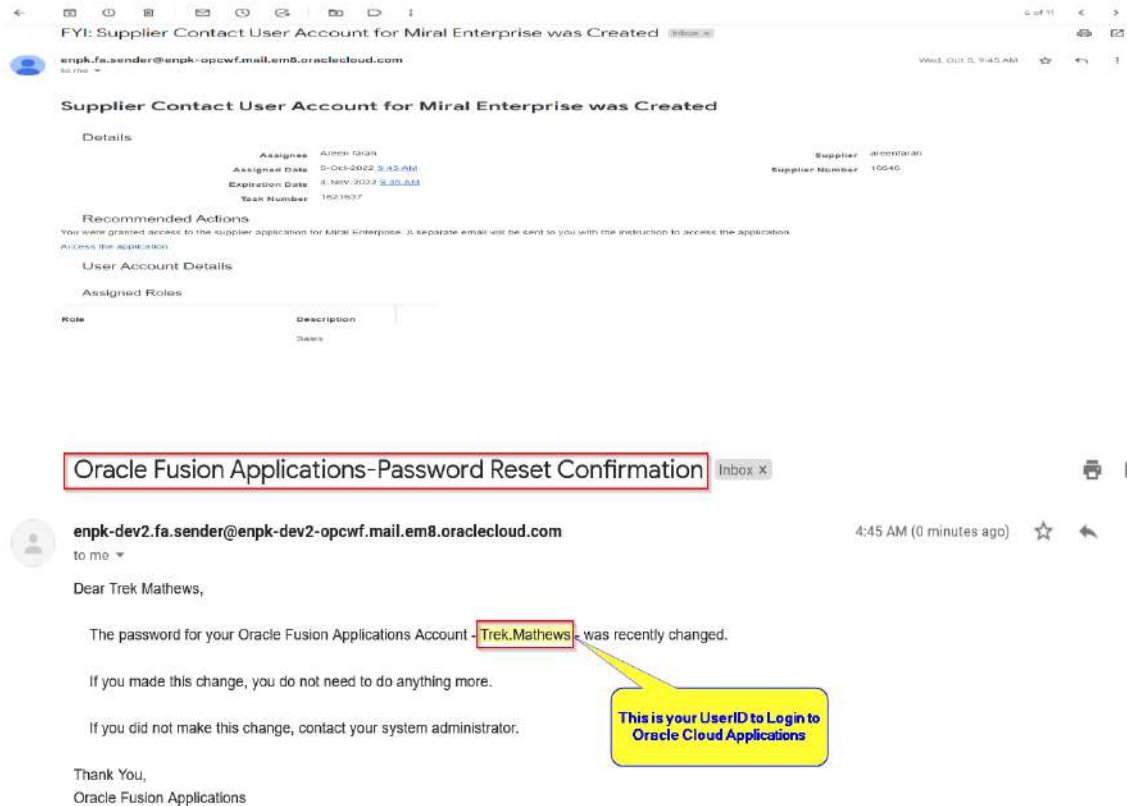 6 of 11
FYI: Supplier Contact User Account for Miral Enterprise was Created Inbox ×
enpk.fa.sender@enpk-opcwf.mail.em8.oraclecloud.com Wed, Oct 5, 9:45 AM
to me
Supplier Contact User Account for Miral Enterprise was Created
Details
Assignee Areen faran Supplier areenfaran
Assigned Date 5-Oct-2022 9:45 AM Supplier Number
Expiration Date 4-Nov-2022 9:45 AM
Task Number 1621637
Recommended Actions
You were granted access to the supplier application for Miral Enterprise. A separate email will be sent to you with the instruction to access the application.
Access the application
User Account Details
Assigned Roles
Role Description
Sales
Oracle Fusion Applications-Password Reset Confirmation Inbox ×
enpk-dev2.fa.sender@enpk-dev2-opcwf.mail.em8.oraclecloud.com 4:45 AM (0 minutes ago)
to me
Dear Trek Mathews,
The password for your Oracle Fusion Applications Account - Trek.Mathews - was recently changed.
If you made this change, you do not need to do anything more.
If you did not make this change, contact your system administrator.
This is your UserID to Login to
Oracle Cloud Applications
Thank You,
Oracle Fusion Applications